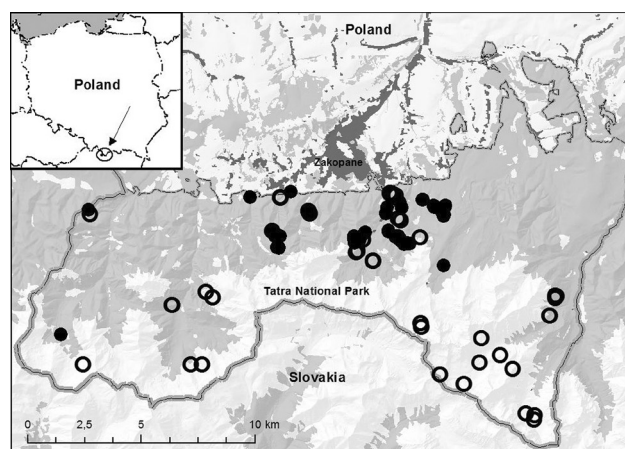 Poland
Poland
Zakopane
Tatra National Park
Slovakia
0 2,5 5 10 km